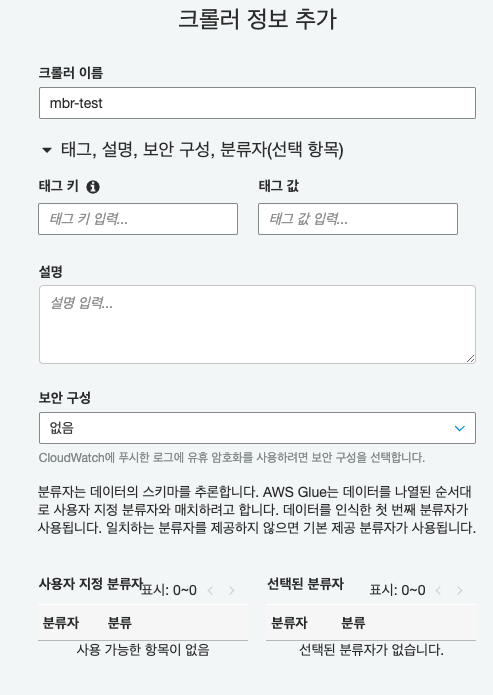 크롤러 정보 추가
크롤러 이름
mbr-test
태그, 설명, 보안 구성, 분류자(선택 항목)
태그 키 태그 값
태그 키 입력... 태그 값 입력...
설명
설명 입력...
보안 구성
없음
CloudWatch에 푸시한 로그에 유휴 암호화를 사용하려면 보안 구성을 선택합니다.
분류자는 데이터의 스키마를 추론합니다. AWS Glue는 데이터를 나열된 순서대
로 사용자 지정 분류자와 매치하려고 합니다. 데이터를 인식한 첫 번째 분류자가
사용됩니다. 일치하는 분류자를 제공하지 않으면 기본 제공 분류자가 사용됩니다.
사용자 지정 분류자 표시: 0~0 선택된 분류자 표시: 0~0
분류자 분류 분류자 분류
사용 가능한 항목이 없음 선택된 분류자가 없습니다.